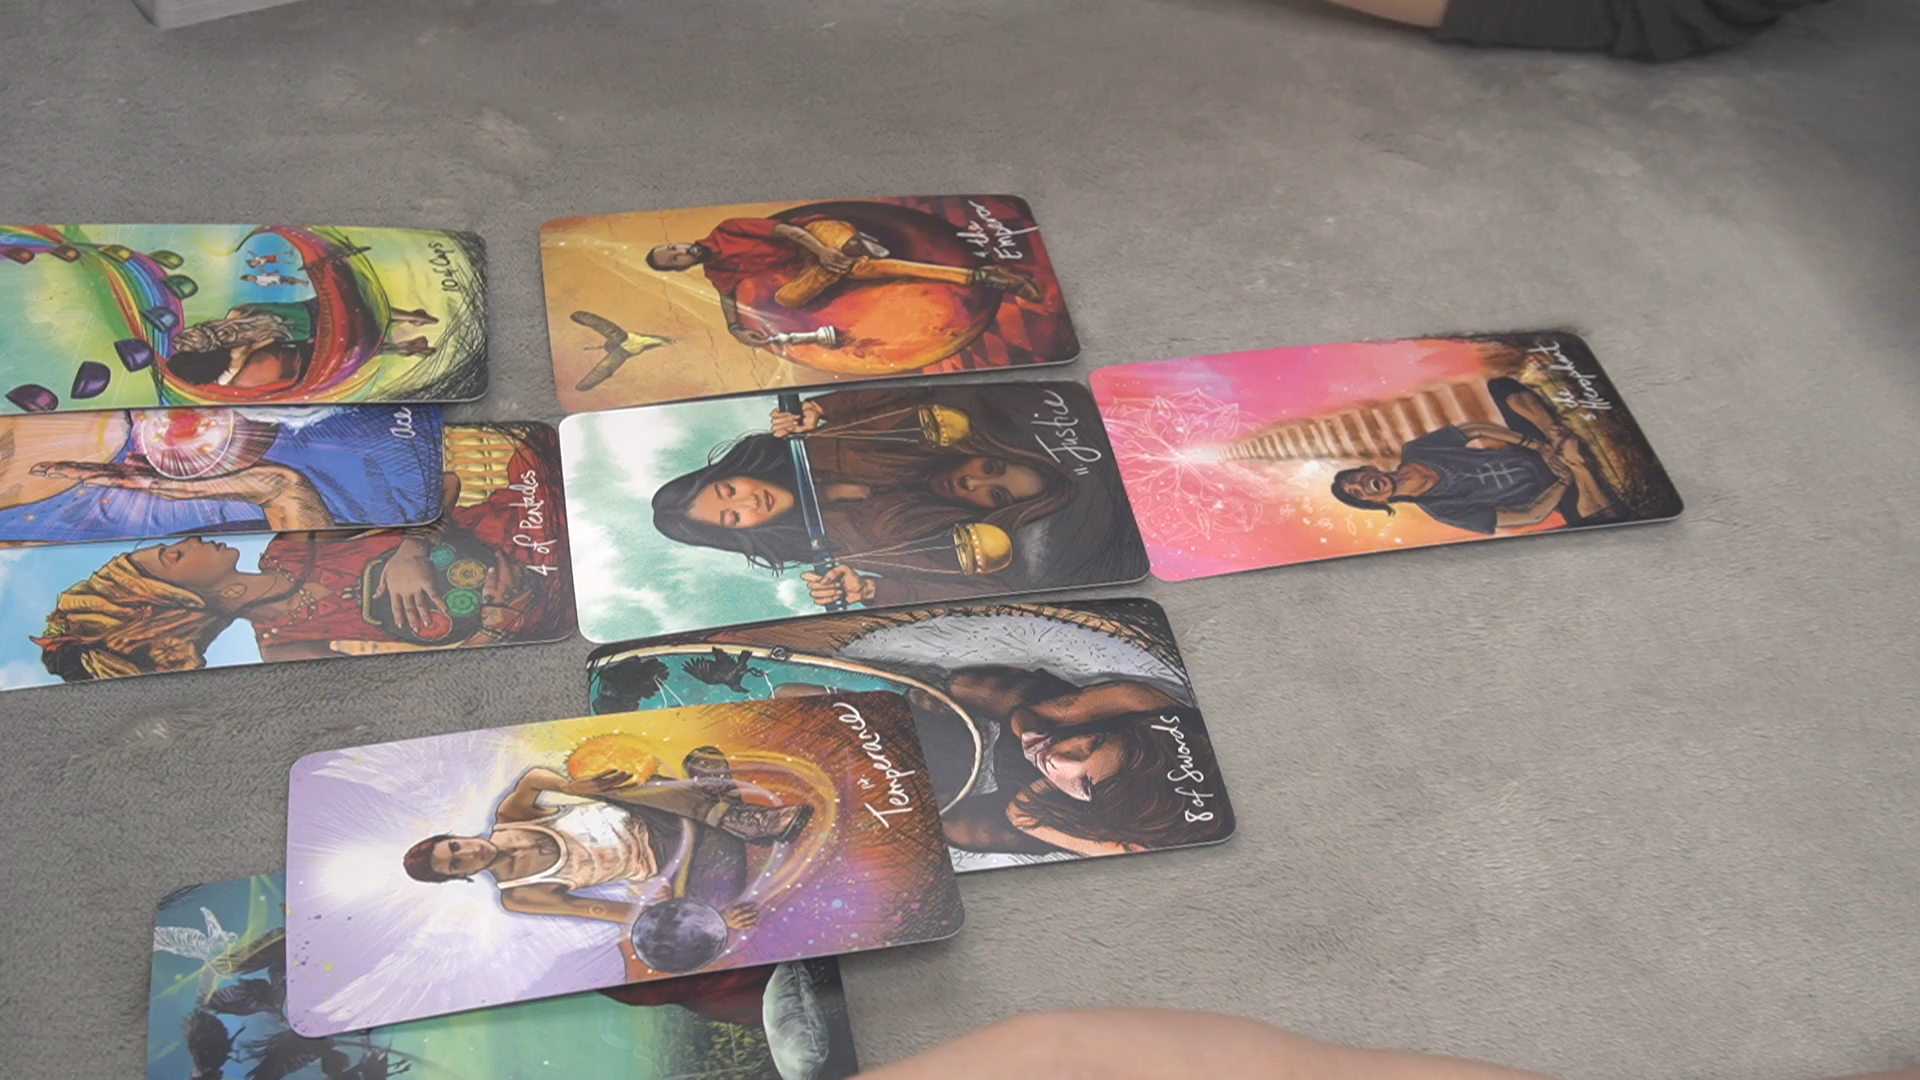 10 of Cups
ace
4 of Pentacles
4 the
Emperor
11. Justice
5 the
Hierophant
8 of Swords
14.
Temperance